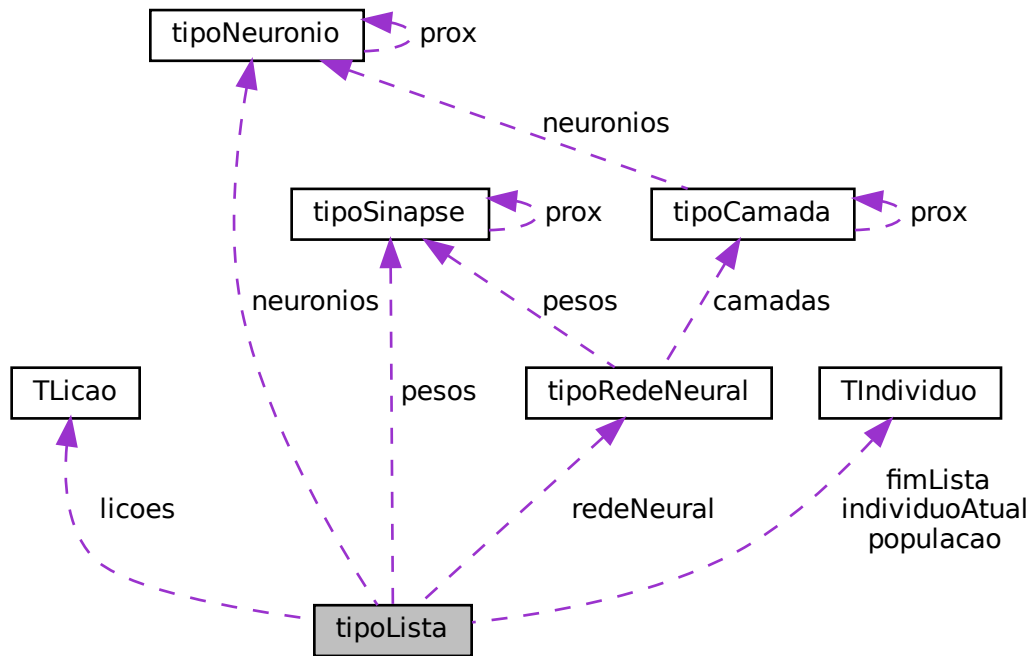 tipoNeuronio
prox
neuronios
tipoSinapse
prox
tipoCamada
prox
neuronios
pesos
camadas
TLicao
pesos
tipoRedeNeural
TIndividuo
licoes
redeNeural
fimLista
individuoAtual
populacao
tipoLista